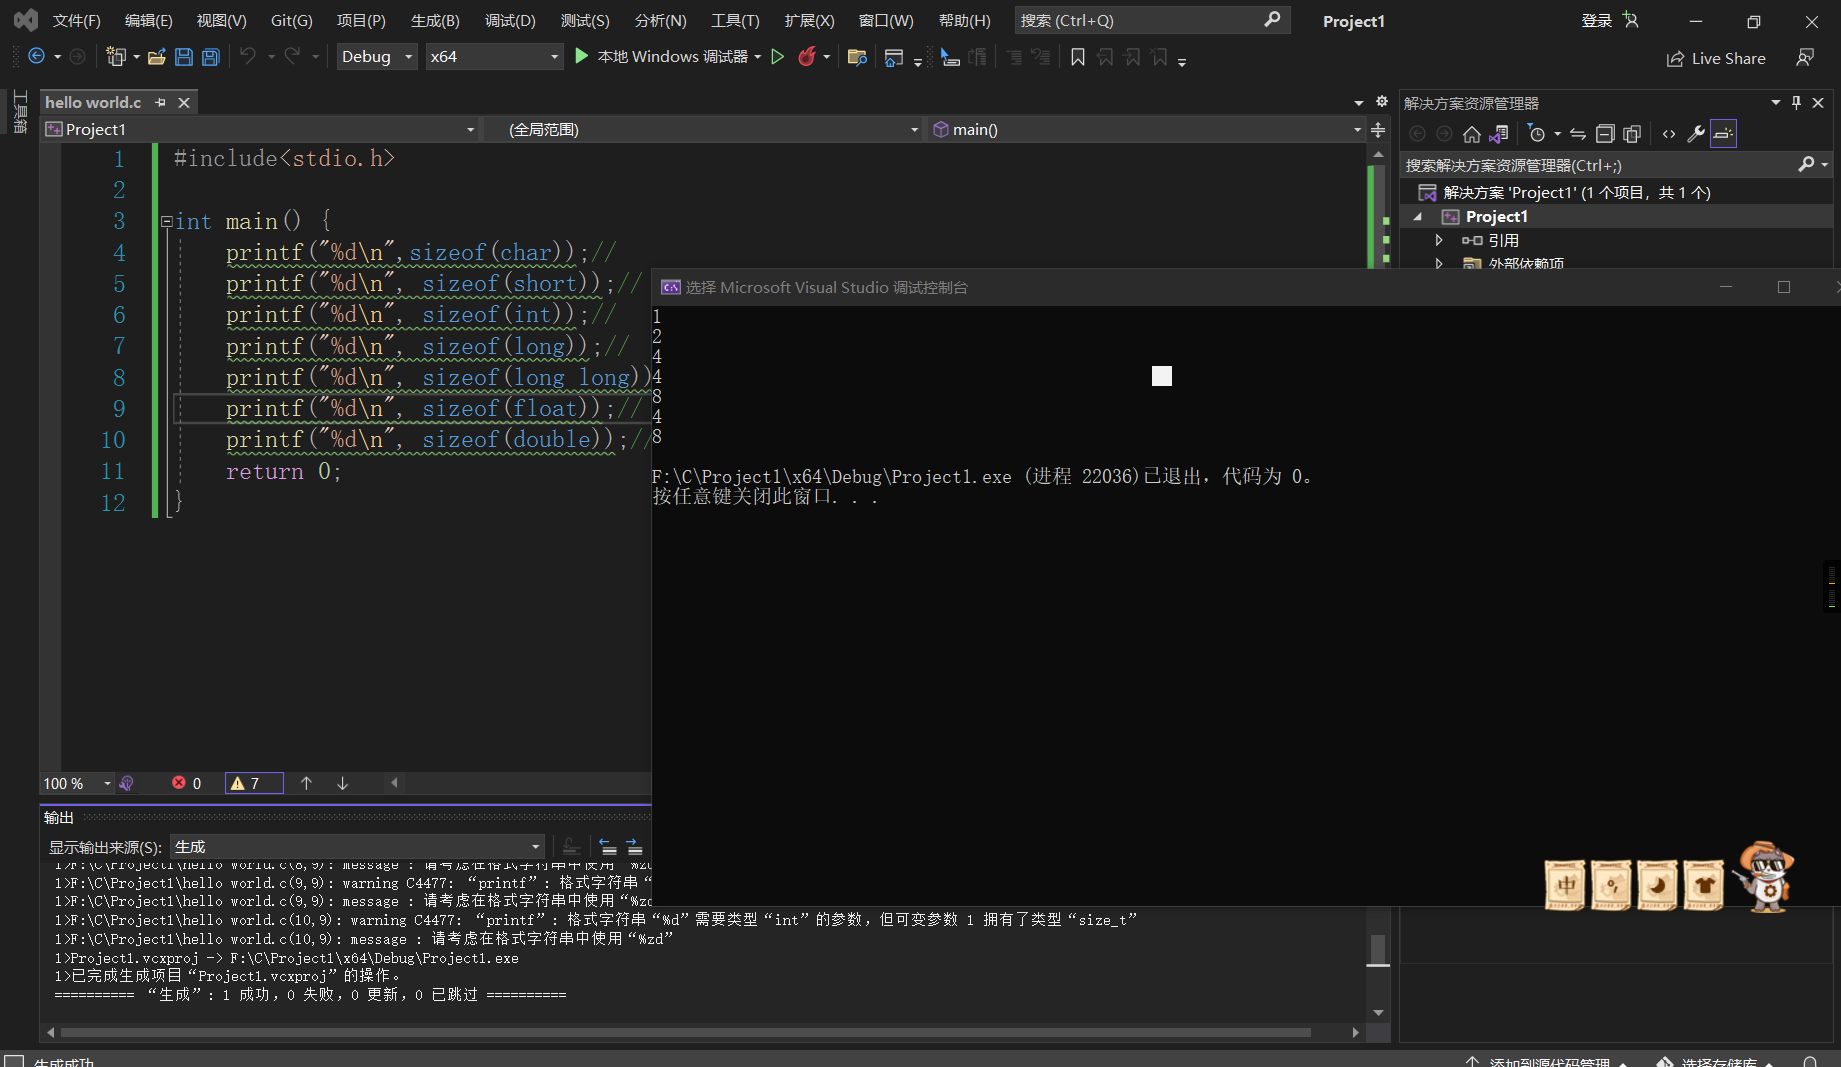 文件(F) 编辑(E) 视图(V) Git(G) 项目(P) 生成(B) 调试(D) 测试(S) 分析(N) 工具(T) 扩展(X) 窗口(W) 帮助(H) 搜索 (Ctrl+Q) Project1 登录
Debug x64 本地 Windows 调试器 Live Share
工具箱
hello world.c
Project1 (全局范围) main()
1 #include<stdio.h>
2
3 int main() {
4 printf("%d\n",sizeof(char));//
5 printf("%d\n", sizeof(short));//
6 printf("%d\n", sizeof(int));//
7 printf("%d\n", sizeof(long));//
8 printf("%d\n", sizeof(long long))
9 printf("%d\n", sizeof(float));//
10 printf("%d\n", sizeof(double));//
11 return 0;
12 }
解决方案资源管理器
搜索解决方案资源管理器(Ctrl+;)
解决方案 'Project1' (1 个项目，共 1 个)
Project1
引用
外部依赖项
选择 Microsoft Visual Studio 调试控制台
1
2
4
4
8
4
8
F:\C\Project1\x64\Debug\Project1.exe (进程 22036)已退出，代码为 0。
按任意键关闭此窗口. . .
中
100 % 0 7
输出
显示输出来源(S): 生成
1>F:\C\Project1\hello world.c(8,9): message : 请考虑在格式字符串中使用“%zd
1>F:\C\Project1\hello world.c(9,9): warning C4477: “printf”: 格式字符串“
1>F:\C\Project1\hello world.c(9,9): message : 请考虑在格式字符串中使用“%zd
1>F:\C\Project1\hello world.c(10,9): warning C4477: “printf”: 格式字符串“%d”需要类型“int”的参数，但可变参数 1 拥有了类型“size_t”
1>F:\C\Project1\hello world.c(10,9): message : 请考虑在格式字符串中使用“%zd”
1>Project1.vcxproj -> F:\C\Project1\x64\Debug\Project1.exe
1>已完成生成项目“Project1.vcxproj”的操作。
========== “生成”: 1 成功，0 失败，0 更新，0 已跳过 ==========
生成成功 添加到源代码管理 选择存储库